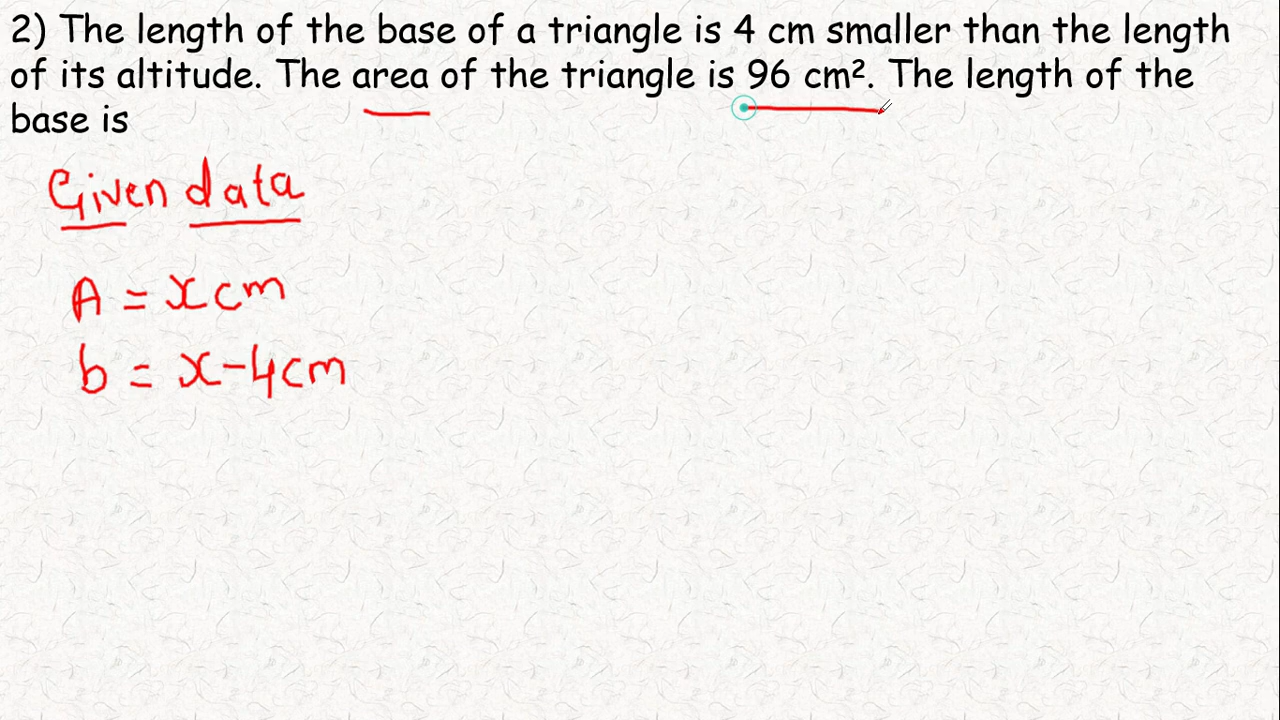 2) The length of the base of a triangle is 4 cm smaller than the length
of its altitude. The area of the triangle is 96 cm². The length of the
base is
Given data
A = x cm
b = x-4cm